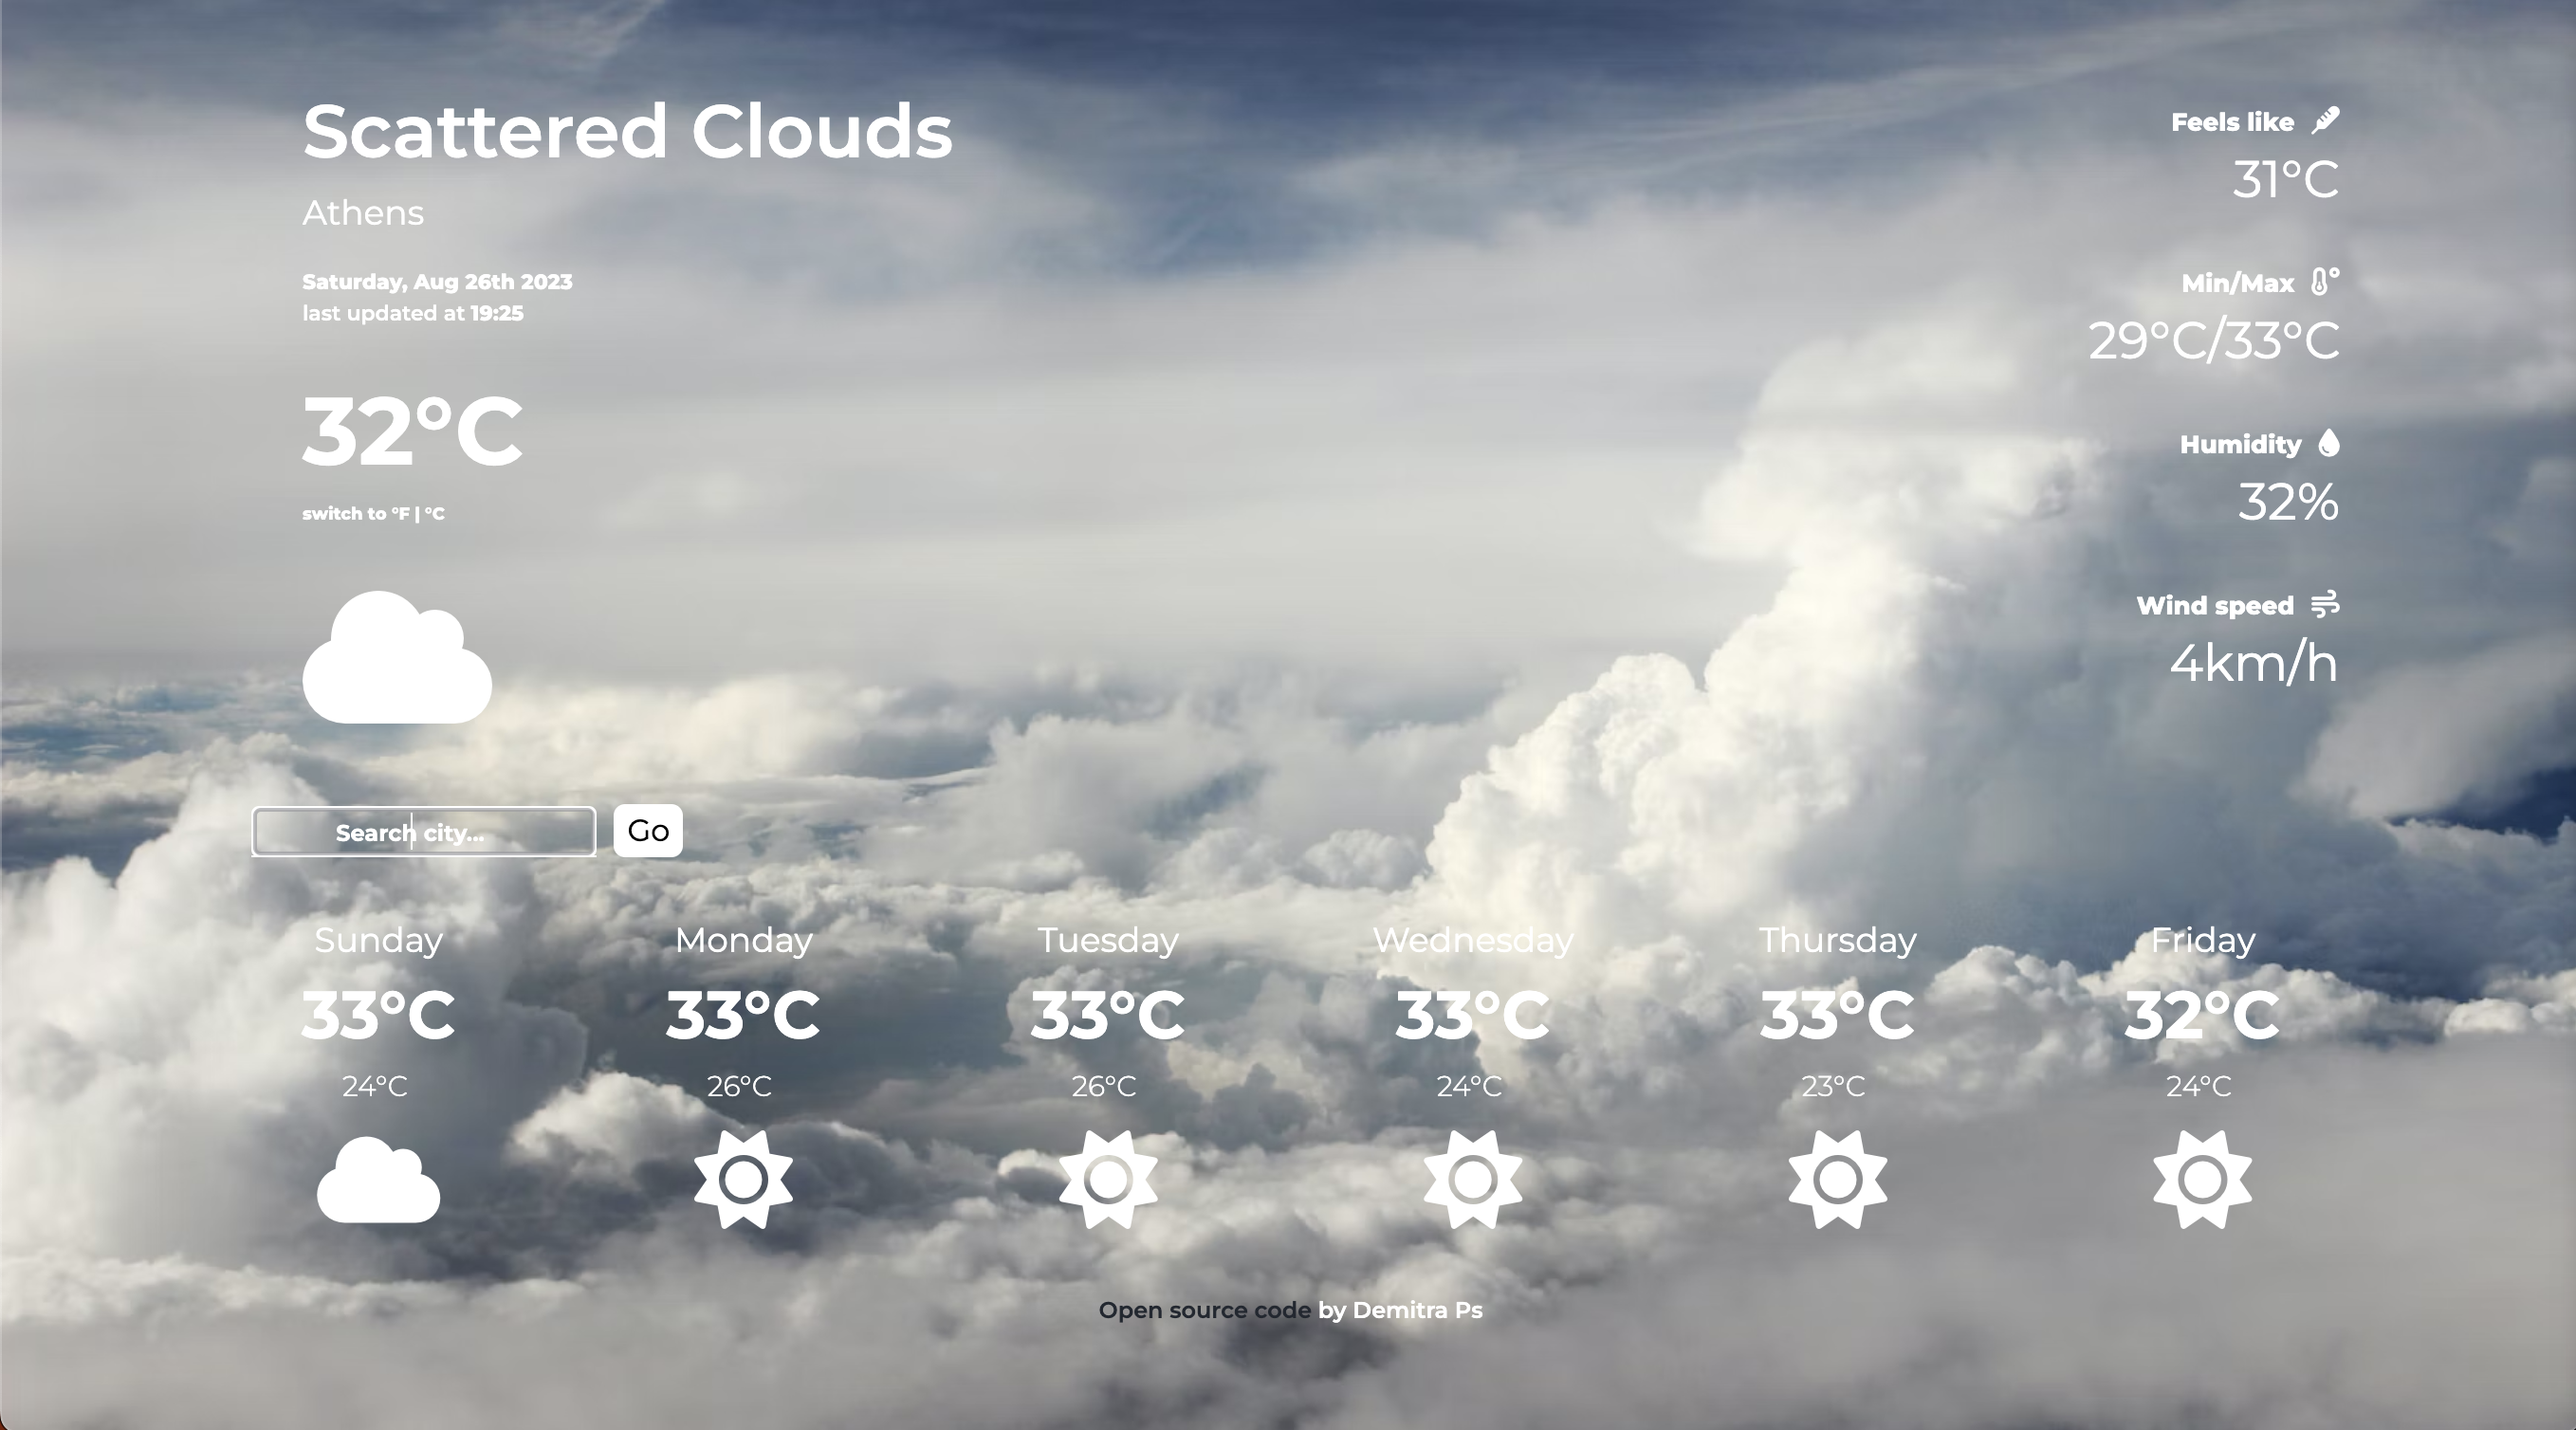 Scattered Clouds
Athens
Saturday, Aug 26th 2023
last updated at 19:25
32°C
switch to °F | °C
Feels like
31°C
Min/Max
29°C/33°C
Humidity
32%
Wind speed
4km/h
Search city...
Go
Sunday
33°C
24°C
Monday
33°C
26°C
Tuesday
33°C
26°C
Wednesday
33°C
24°C
Thursday
33°C
23°C
Friday
32°C
24°C
Open source code by Demitra Ps